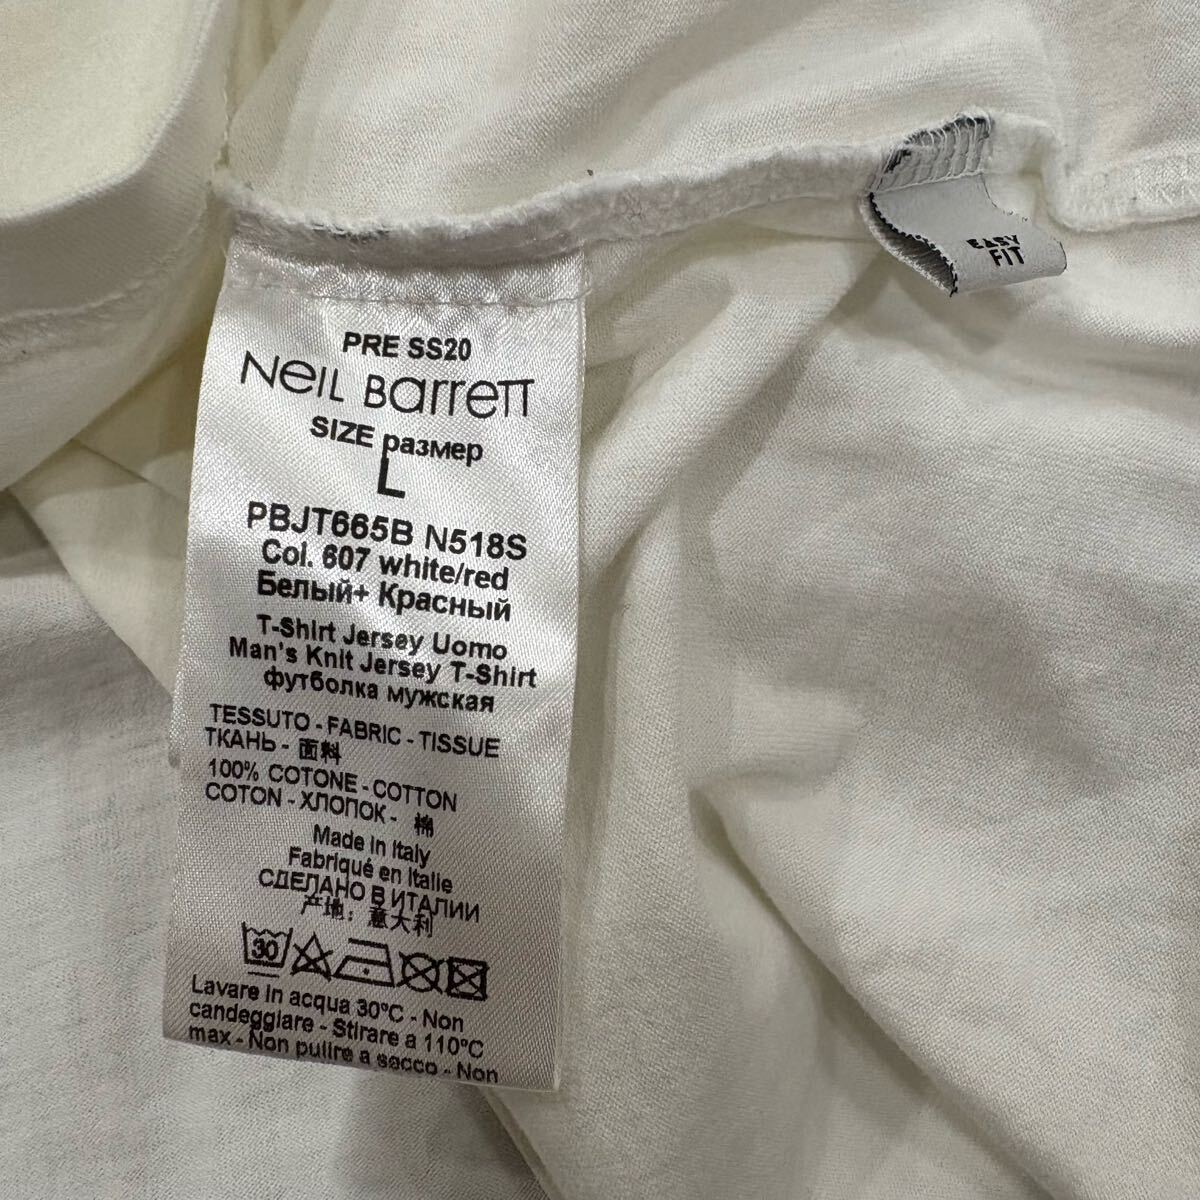 PRE SS20
NEIL BARRETT
SIZE размер
L
PBJT665B N518S
Col. 607 white/red
Белый+ Красный
T-Shirt Jersey Uomo
Man's Knit Jersey T-Shirt
футболка мужская
TESSUTO - FABRIC - TISSUE
ТКАНЬ - 面料
100% COTONE - COTTON
COTON - ХЛОПОК - 棉
Made in Italy
Fabriqué en Italie
СДЕЛАНО В ИТАЛИИ
产地: 意大利
30
Lavare in acqua 30°C - Non
candeggiare - Stirare a 110°C
max - Non pulire a secco - Non
EASY
FIT